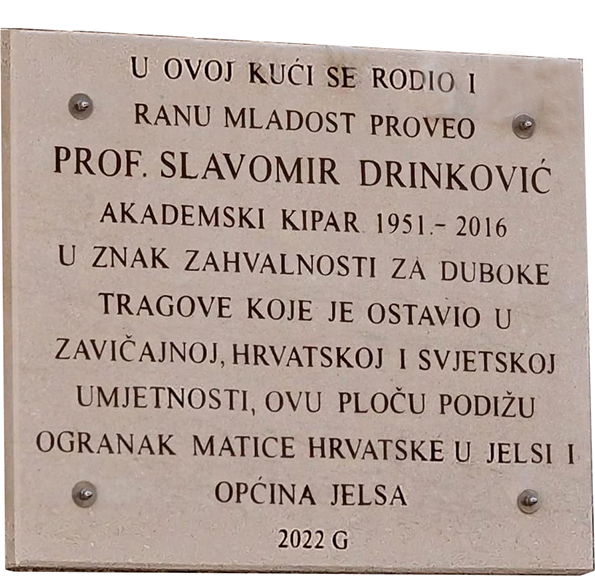 U OVOJ KUĆI SE RODIO I
RANU MLADOST PROVEO
PROF. SLAVOMIR DRINKOVIĆ
AKADEMSKI KIPAR 1951.– 2016
U ZNAK ZAHVALNOSTI ZA DUBOKE
TRAGOVE KOJE JE OSTAVIO U
ZAVIČAJNOJ, HRVATSKOJ I SVJETSKOJ
UMJETNOSTI, OVU PLOČU PODIŽU
OGRANAK MATICE HRVATSKE U JELSI I
OPĆINA JELSA
2022 G